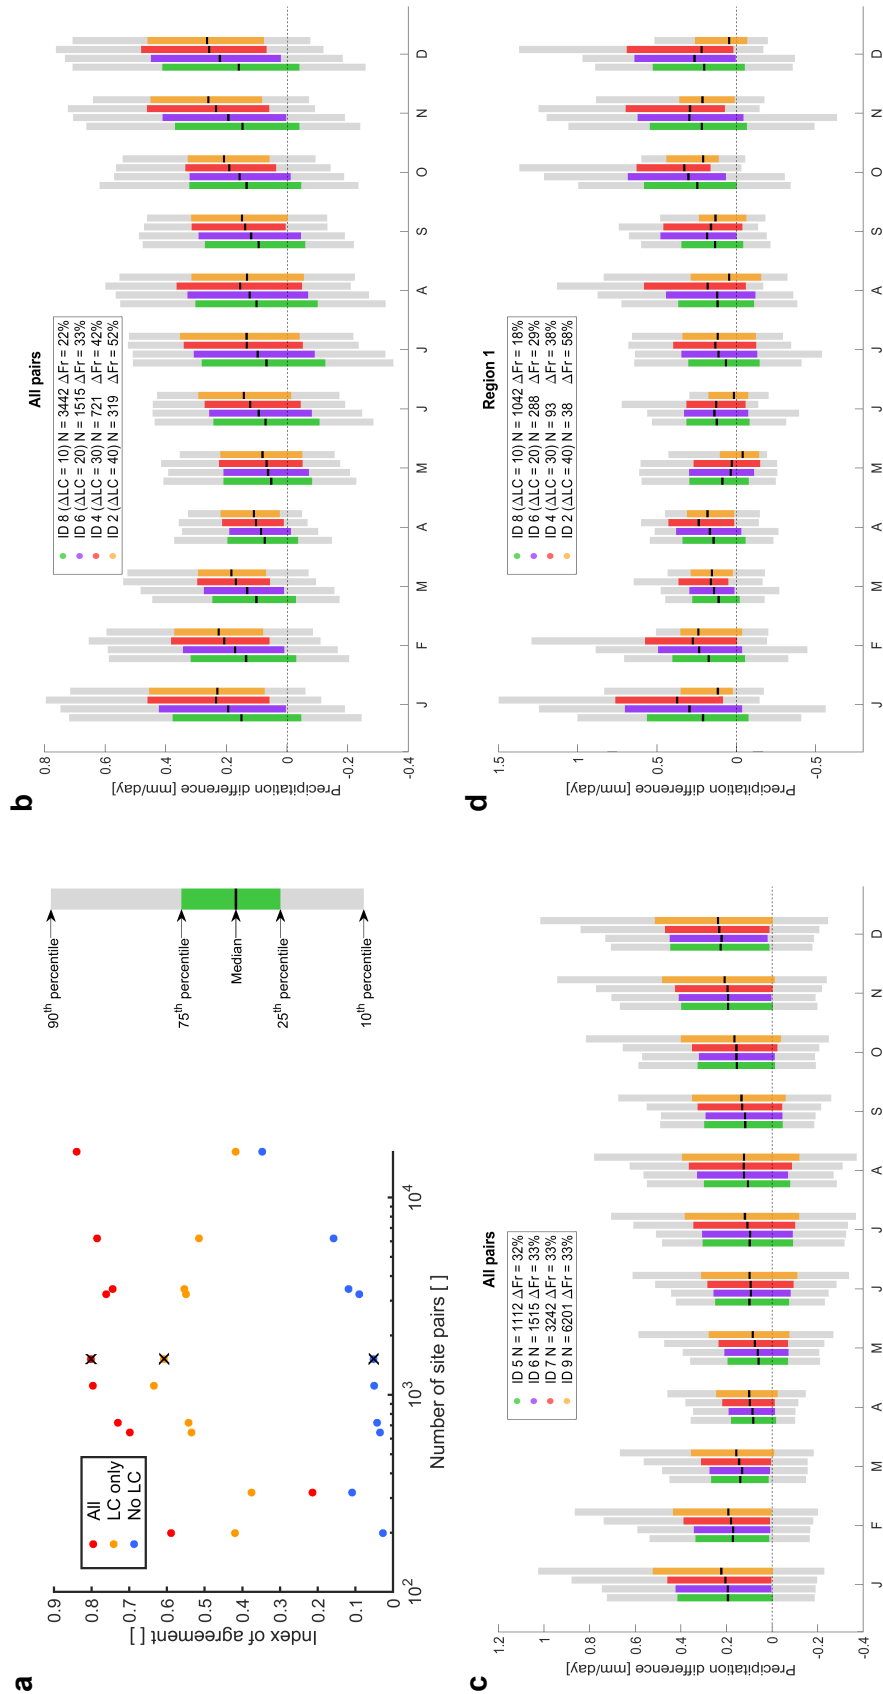 a
Index of agreement [ ]
0.9
0.8
0.7
0.6
0.5
0.4
0.3
0.2
0.1
0
10²
10³
10⁴
Number of site pairs [ ]
All
LC only
No LC
90th percentile
75th percentile
Median
25th percentile
10th percentile
b
All pairs
Precipitation difference [mm/day]
0.8
0.6
0.4
0.2
0
-0.2
-0.4
ID 8 (ΔLC = 10) N = 3442 ΔFr = 22%
ID 6 (ΔLC = 20) N = 1515 ΔFr = 33%
ID 4 (ΔLC = 30) N = 721 ΔFr = 42%
ID 2 (ΔLC = 40) N = 319 ΔFr = 52%
J F M A M J J A S O N D
c
All pairs
Precipitation difference [mm/day]
1.2
1
0.8
0.6
0.4
0.2
0
-0.2
-0.4
ID 5 N = 1112 ΔFr = 32%
ID 6 N = 1515 ΔFr = 33%
ID 7 N = 3242 ΔFr = 33%
ID 9 N = 6201 ΔFr = 33%
J F M A M J J A S O N D
d
Region 1
Precipitation difference [mm/day]
1.5
1
0.5
0
-0.5
ID 8 (ΔLC = 10) N = 1042 ΔFr = 18%
ID 6 (ΔLC = 20) N = 288 ΔFr = 29%
ID 4 (ΔLC = 30) N = 93 ΔFr = 38%
ID 2 (ΔLC = 40) N = 38 ΔFr = 58%
J F M A M J J A S O N D